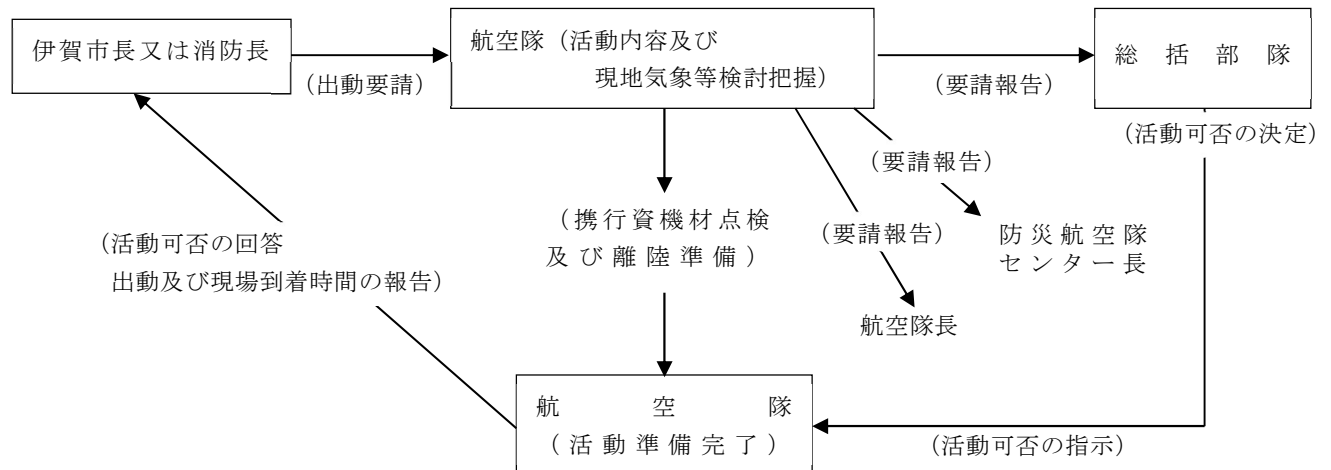 伊賀市長又は消防長
(出動要請)
航空隊(活動内容及び
現地気象等検討把握)
(要請報告)
総括部隊
(活動可否の決定)
(要請報告)
防災航空隊
センター長
(要請報告)
航空隊長
(携行資機材点検
及び離陸準備)
(活動可否の回答
出動及び現場到着時間の報告)
航空隊
(活動準備完了)
(活動可否の指示)